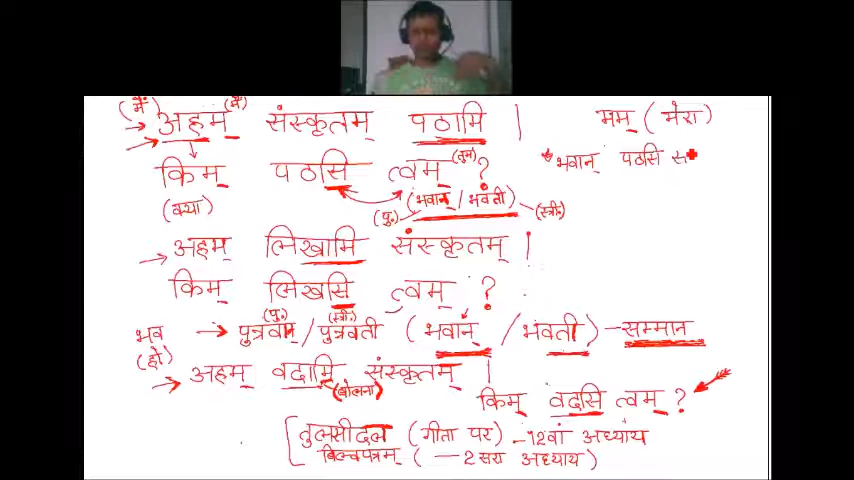 (मैं) अहम् (मैं) संस्कृतम् पठामि | मम् (मेरा)
किम् पठसि त्वम् (तुम) ? भवान् पठसि स
(क्या) (पु॰) (भवान् / भवती) (स्त्री॰)
अहम् लिखामि संस्कृतम् |
किम् लिखसि त्वम् ?
(पु॰) (स्त्री॰)
भव पुत्रवान् / पुत्रवती (भवान् / भवती) – सम्मान
(हो) अहम् वदामि संस्कृतम् |
(बोलना) किम् वदसि त्वम् ?
तुलसीदल (गीता पर) – 12वां अध्याय
बिल्वपत्रम् ( — 2सरा अध्याय)